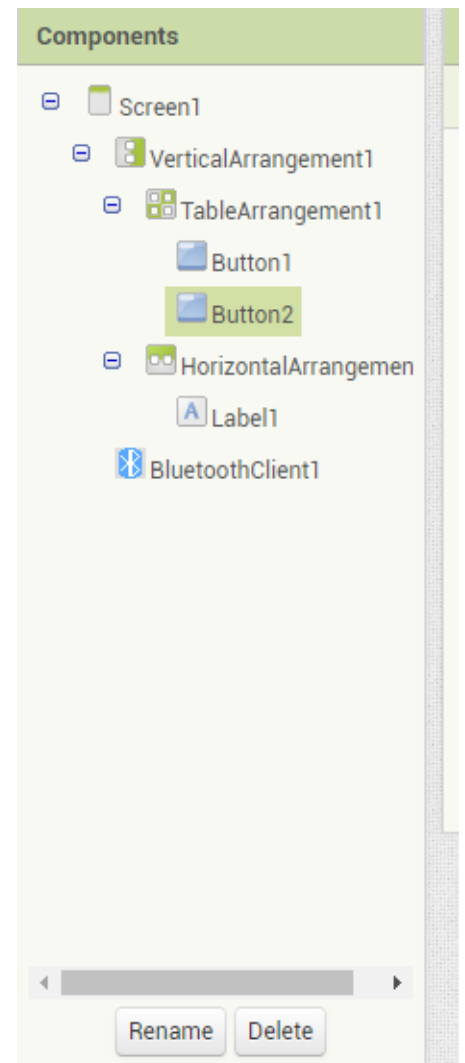 Components
Screen1
VerticalArrangement1
TableArrangement1
Button1
Button2
HorizontalArrangemen
A Label1
BluetoothClient1
Rename Delete